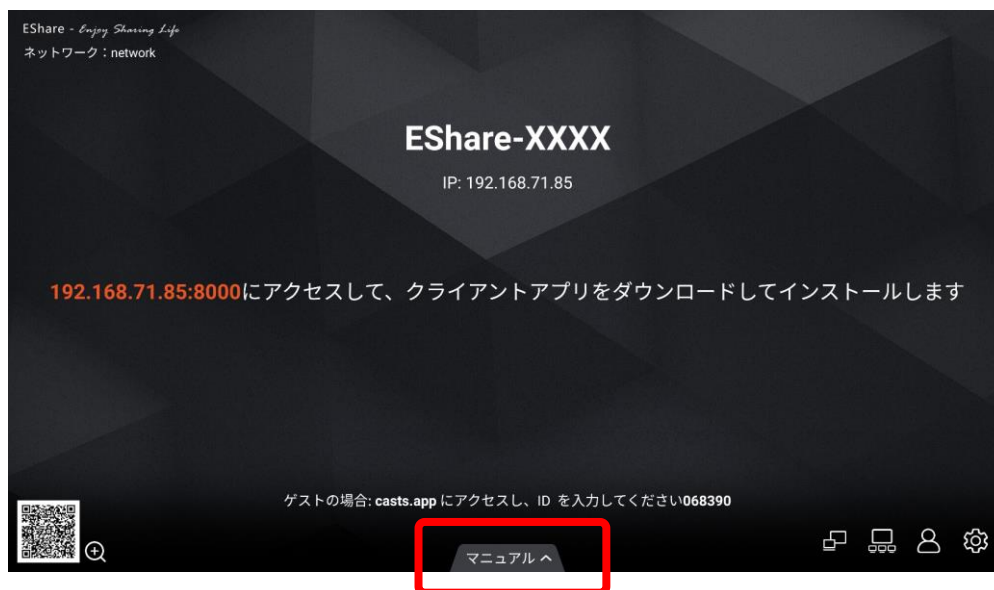 EShare - Enjoy Sharing Life
ネットワーク：network
EShare-XXXX
IP: 192.168.71.85
192.168.71.85:8000にアクセスして、クライアントアプリをダウンロードしてインストールします
ゲストの場合: casts.app にアクセスし、ID を入力してください068390
マニュアル